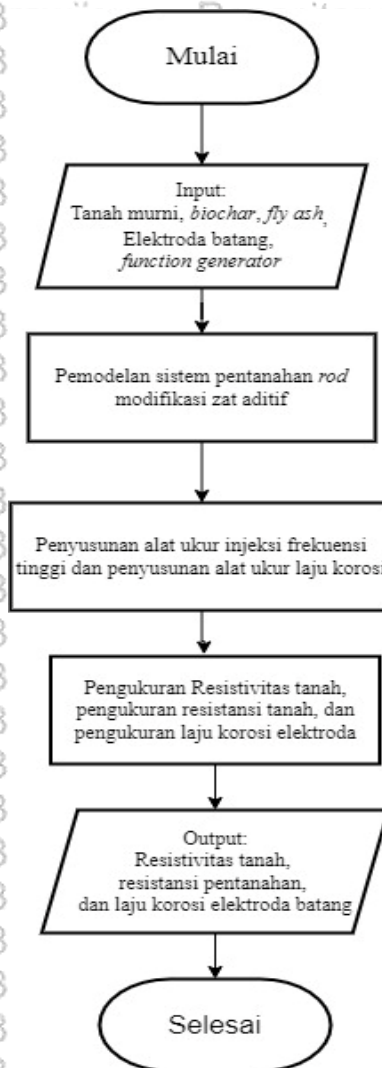 Mulai
Input:
Tanah murni, biochar, fly ash,
Elektroda batang,
function generator
Pemodelan sistem pentanahan rod
modifikasi zat aditif
Penyusunan alat ukur injeksi frekuensi
tinggi dan penyusunan alat ukur laju korosi
Pengukuran Resistivitas tanah,
pengukuran resistansi tanah, dan
pengukuran laju korosi elektroda
Output:
Resistivitas tanah,
resistansi pentanahan,
dan laju korosi elektroda batang
Selesai